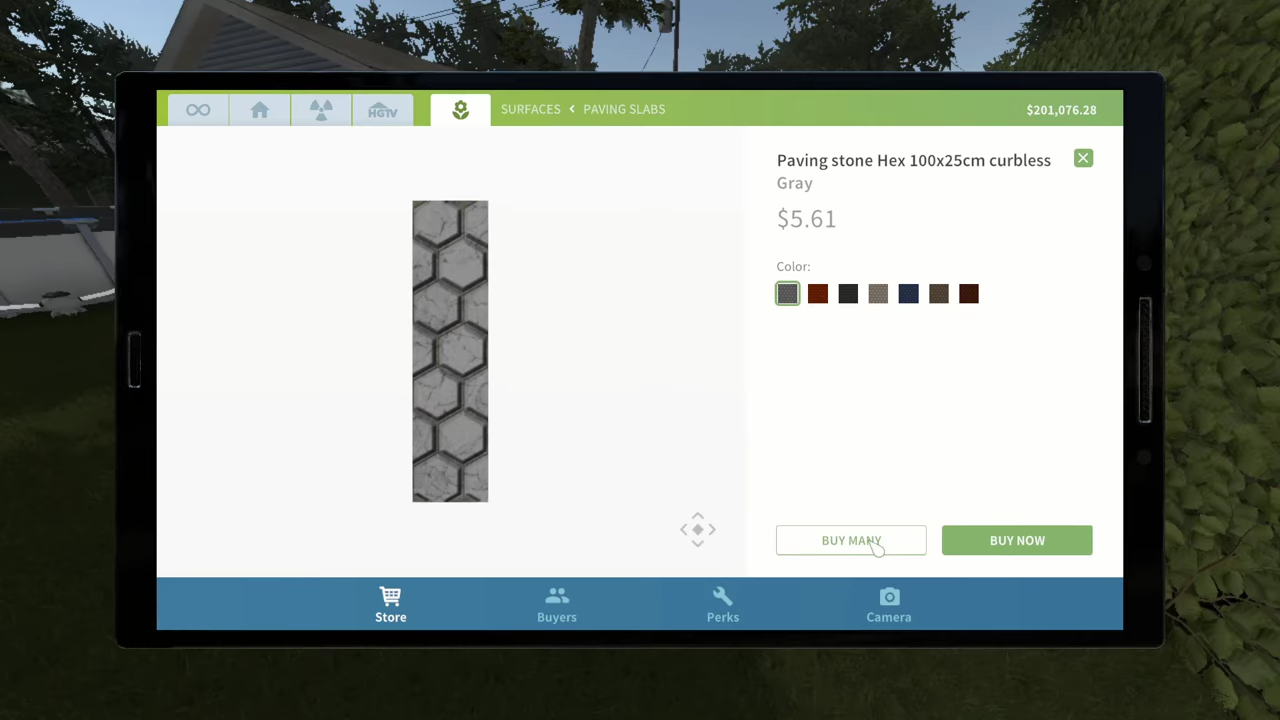 HGTV
SURFACES < PAVING SLABS
$201,076.28
Paving stone Hex 100x25cm curbless
Gray
$5.61
Color:
BUY MANY
BUY NOW
Store
Buyers
Perks
Camera